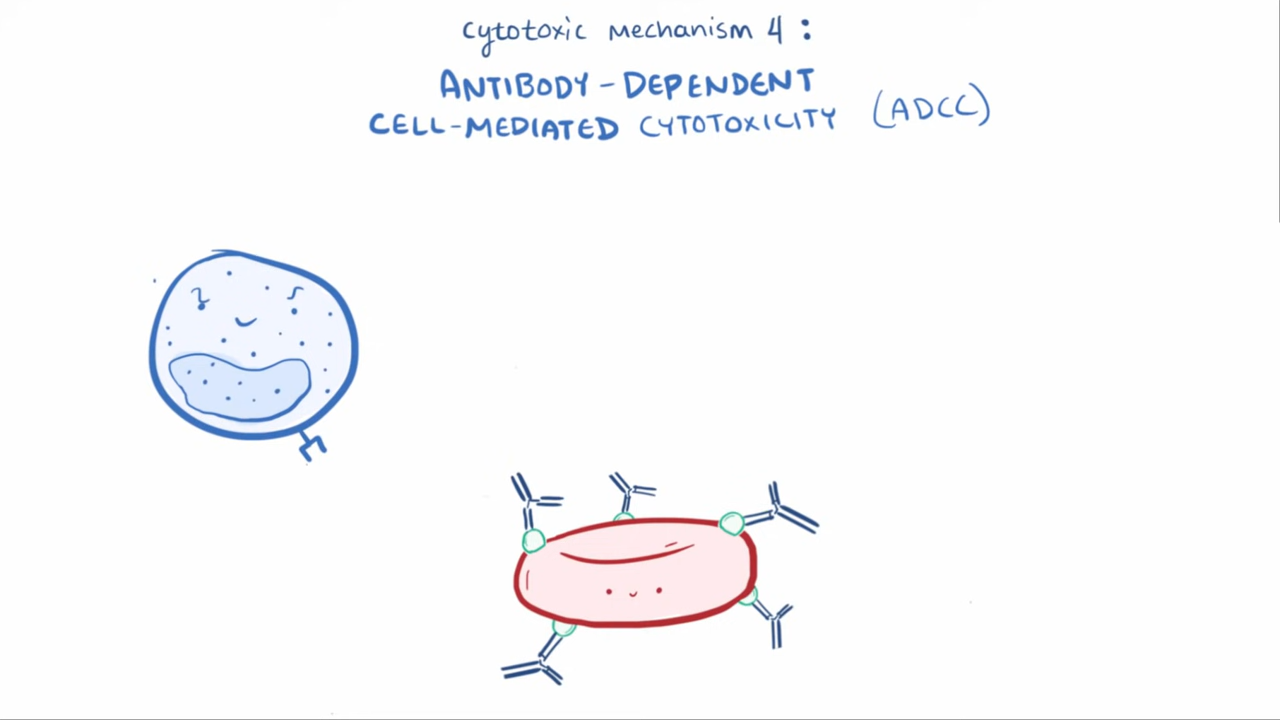 cytotoxic mechanism 4 :
ANTIBODY - DEPENDENT
CELL-MEDIATED CYTOTOXICITY (ADCC)